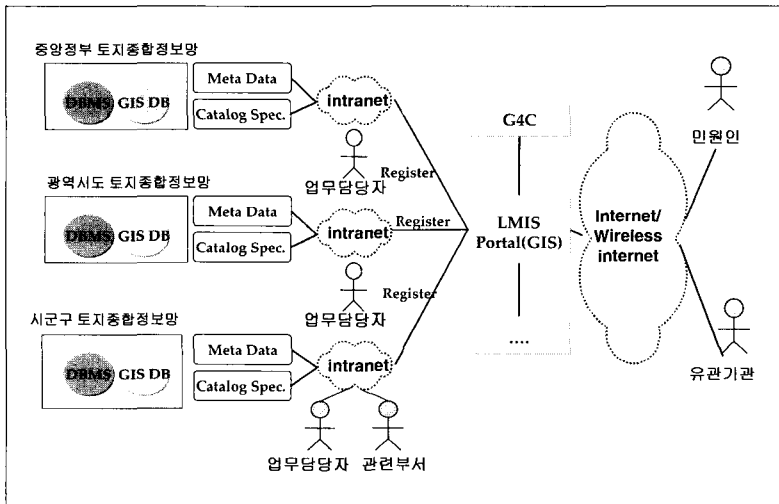 중앙정부 토지종합정보망
DBMS GIS DB
Meta Data
Catalog Spec.
intranet
업무담당자
Register
광역시도 토지종합정보망
DBMS GIS DB
Meta Data
Catalog Spec.
intranet
업무담당자
Register
시군구 토지종합정보망
DBMS GIS DB
Meta Data
Catalog Spec.
intranet
업무담당자
관련부서
Register
G4C
LMIS
Portal(GIS)
....
Internet/
Wireless
internet
민원인
유관기관